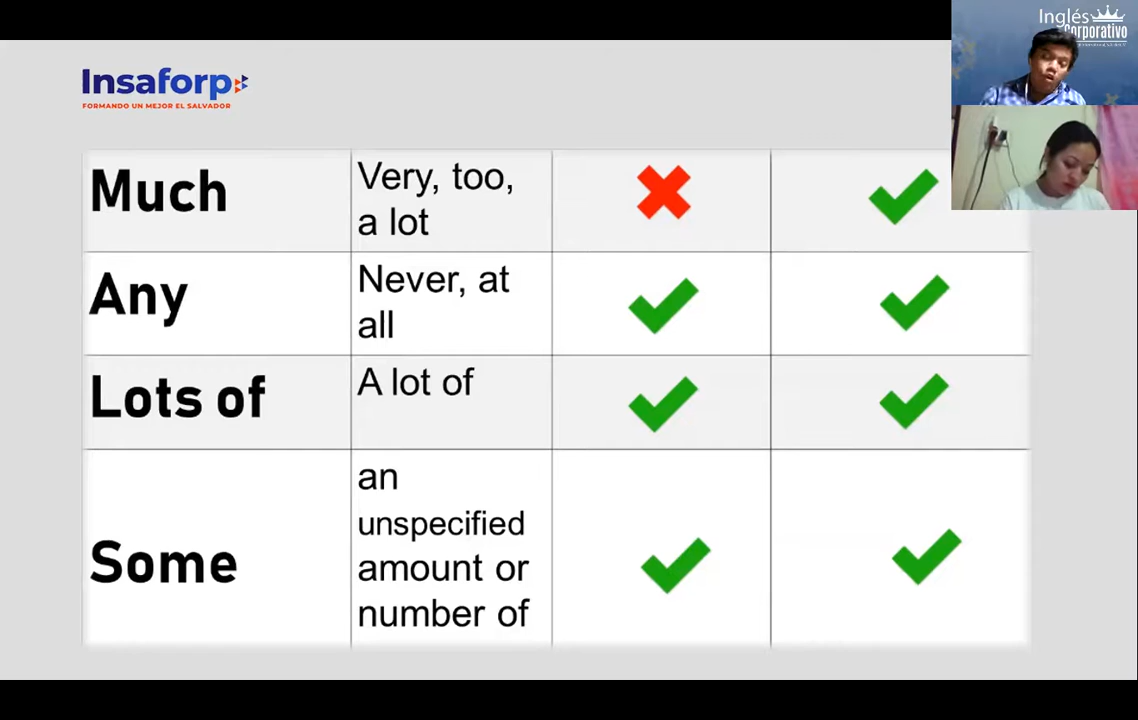 Inglés
Corporativo
Insaforp
FORMANDO UN MEJOR EL SALVADOR
Much
Very, too,
a lot
Any
Never, at
all
Lots of
A lot of
Some
an
unspecified
amount or
number of